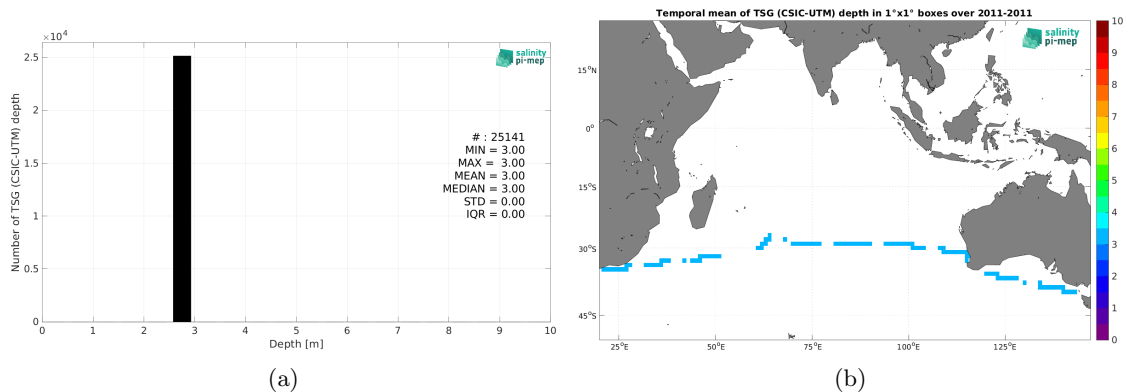 ×10⁴
salinity
pi-mep
Number of TSG (CSIC-UTM) depth
2.5
2
1.5
1
0.5
0
# : 25141
MIN = 3.00
MAX = 3.00
MEAN = 3.00
MEDIAN = 3.00
STD = 0.00
IQR = 0.00
0 1 2 3 4 5 6 7 8 9 10
Depth [m]
(a)
Temporal mean of TSG (CSIC-UTM) depth in 1°x1° boxes over 2011-2011
salinity
pi-mep
15°N
0°
15°S
30°S
45°S
25°E 50°E 75°E 100°E 125°E
10
9
8
7
6
5
4
3
2
1
0
(b)